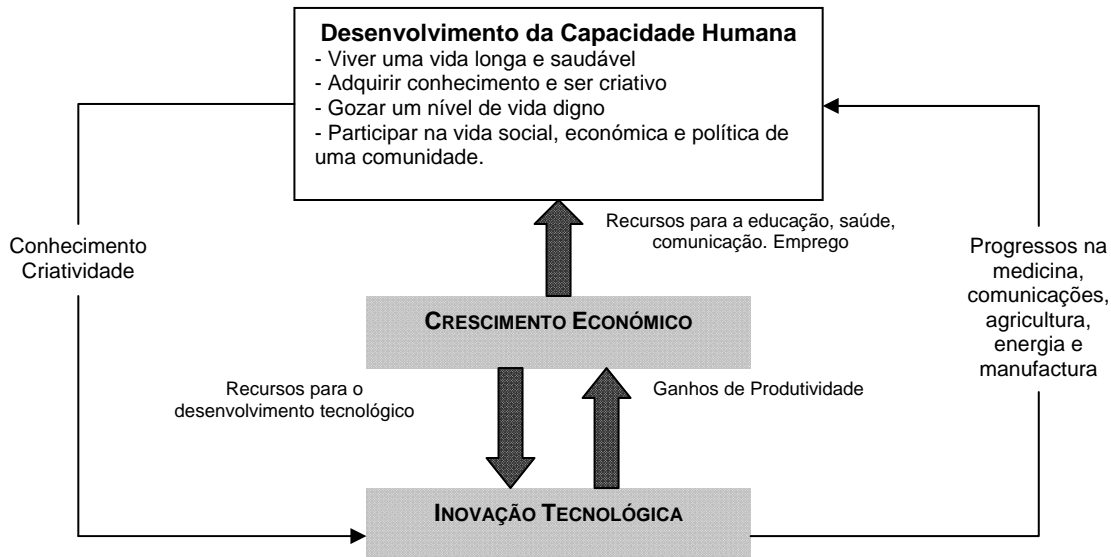 Desenvolvimento da Capacidade Humana
- Viver uma vida longa e saudável
- Adquirir conhecimento e ser criativo
- Gozar um nível de vida digno
- Participar na vida social, económica e política de
uma comunidade.
Recursos para a educação, saúde,
comunicação. Emprego
Conhecimento
Criatividade
Progressos na
medicina,
comunicações,
agricultura,
energia e
manufactura
CRESCIMENTO ECONÓMICO
Recursos para o
desenvolvimento tecnológico
Ganhos de Produtividade
INOVAÇÃO TECNOLÓGICA